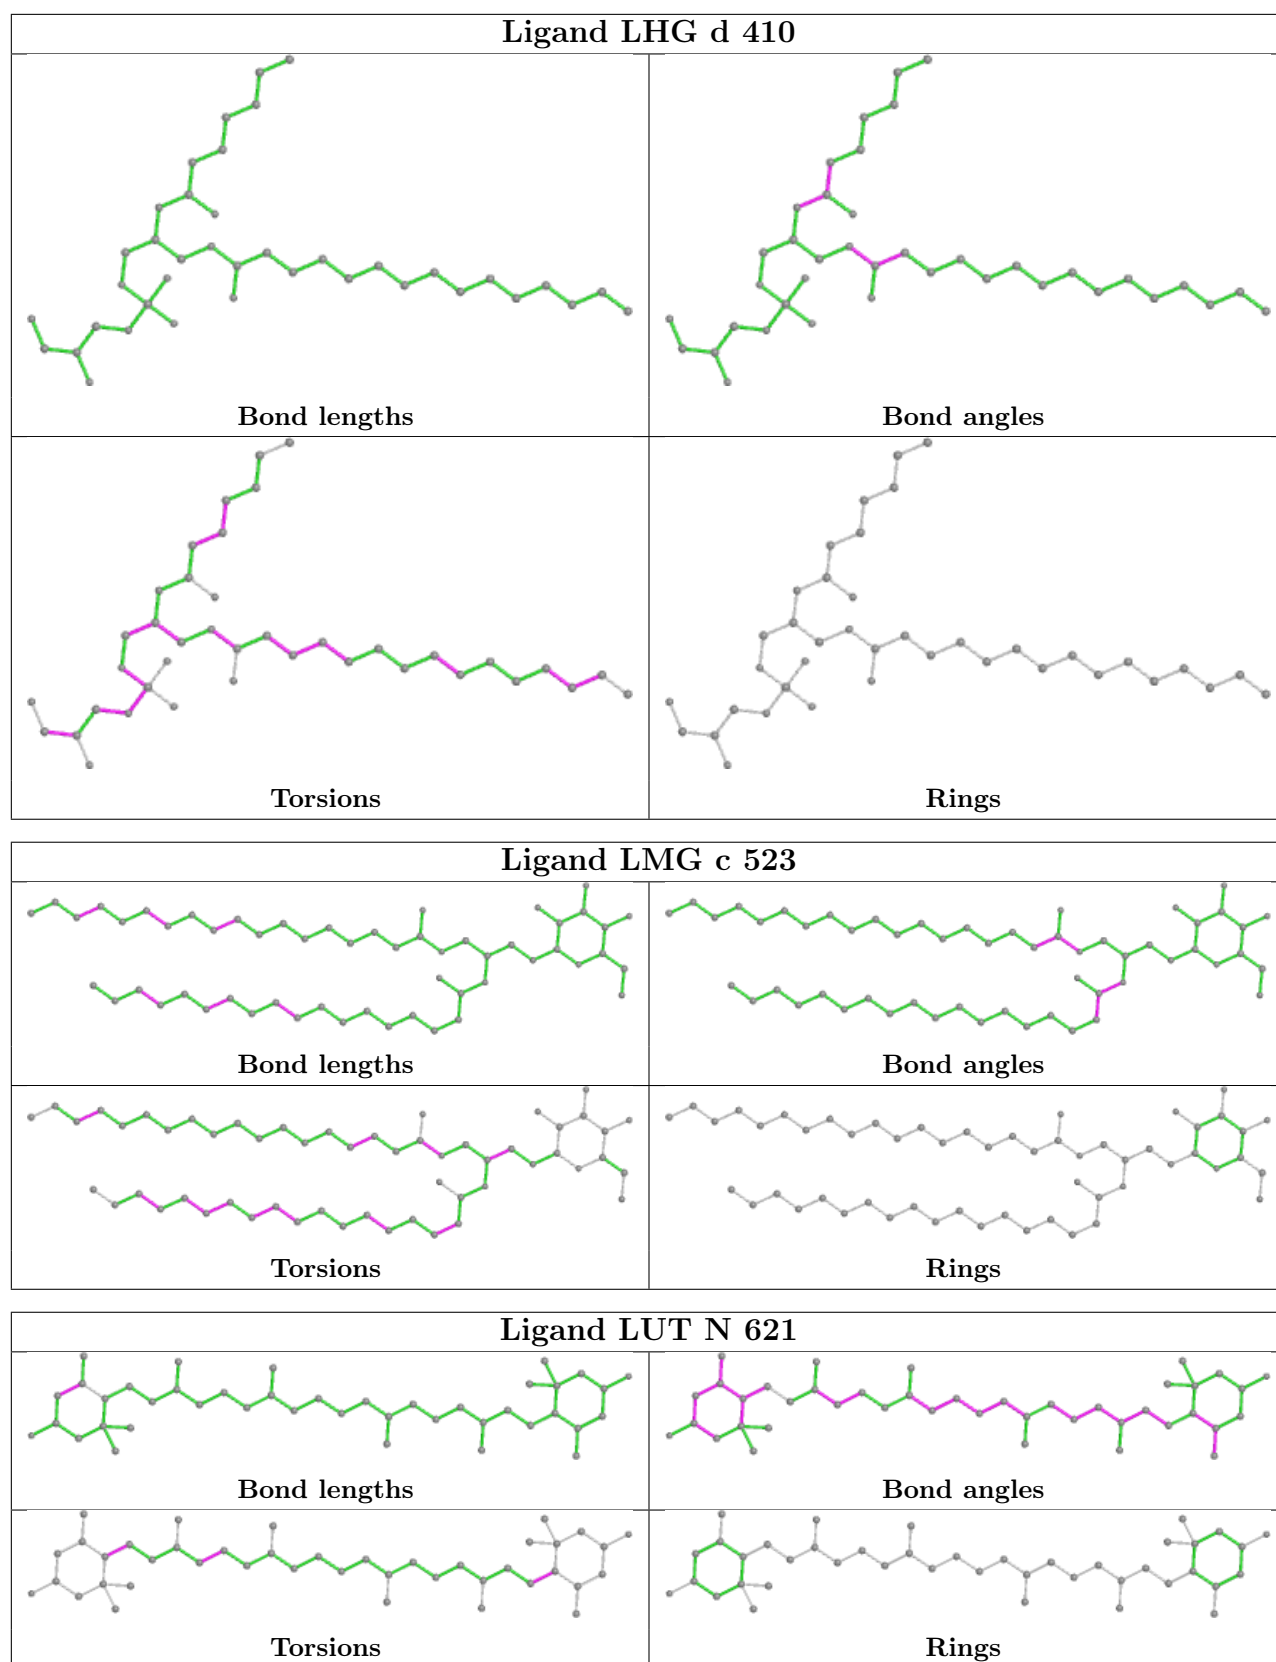 Ligand LHG d 410
Bond lengths
Bond angles
Torsions
Rings
Ligand LMG c 523
Bond lengths
Bond angles
Torsions
Rings
Ligand LUT N 621
Bond lengths
Bond angles
Torsions
Rings